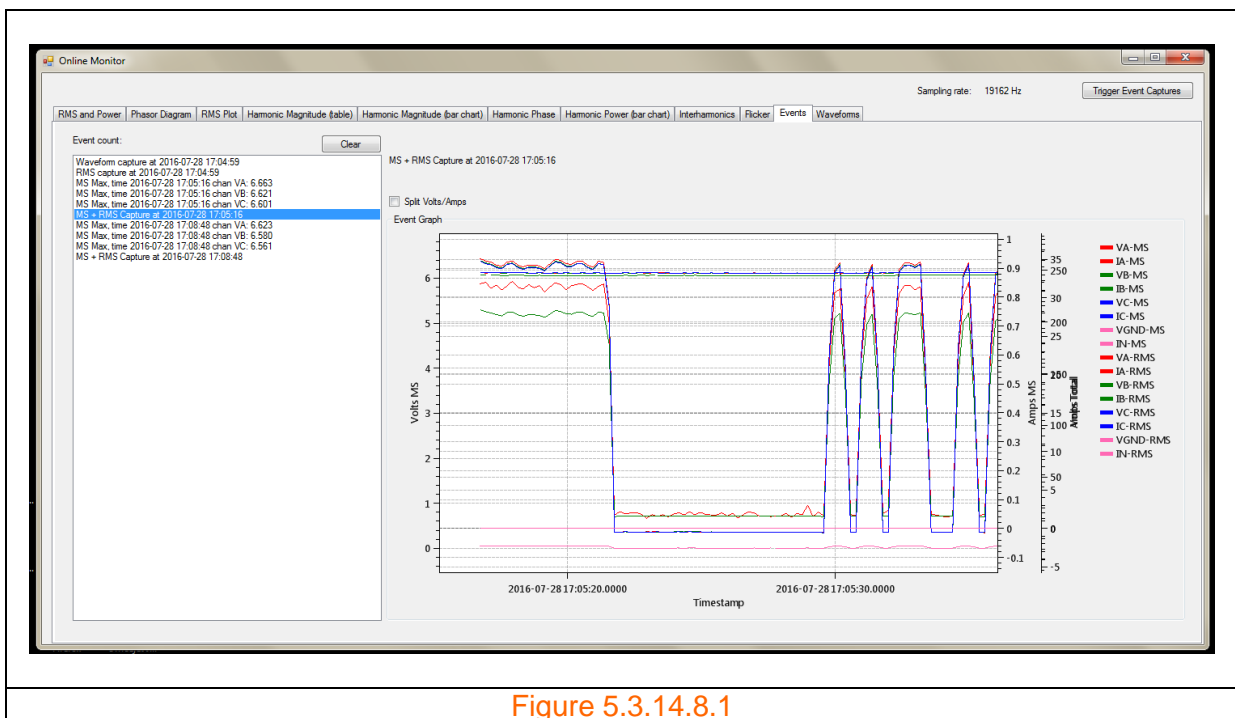 Online Monitor
Sampling rate: 19162 Hz
Trigger Event Captures
RMS and Power
Phasor Diagram
RMS Plot
Harmonic Magnitude (table)
Harmonic Magnitude (bar chart)
Harmonic Phase
Harmonic Power (bar chart)
Interharmonics
Flicker
Events
Waveforms
Event count:
Clear
Waveform capture at 2016-07-28 17:04:59
RMS capture at 2016-07-28 17:04:59
MS Max, time 2016-07-28 17:05:16 chan VA: 6.663
MS Max, time 2016-07-28 17:05:16 chan VB: 6.621
MS Max, time 2016-07-28 17:05:16 chan VC: 6.601
MS + RMS Capture at 2016-07-28 17:05:16
MS Max, time 2016-07-28 17:08:48 chan VA: 6.623
MS Max, time 2016-07-28 17:08:48 chan VB: 6.580
MS Max, time 2016-07-28 17:08:48 chan VC: 6.561
MS + RMS Capture at 2016-07-28 17:08:48
MS + RMS Capture at 2016-07-28 17:05:16
Split Volts/Amps
Event Graph
Volts MS
6
5
4
3
2
1
0
2016-07-28 17:05:20.0000
2016-07-28 17:05:30.0000
Timestamp
1
0.9
0.8
0.7
0.6
0.5
0.4
0.3
0.2
0.1
0
-0.1
Amps MS
35
30
25
15
10
5
0
-5
250
200
100
50
VA-MS
IA-MS
VB-MS
IB-MS
VC-MS
IC-MS
VGND-MS
IN-MS
VA-RMS
IA-RMS
VB-RMS
IB-RMS
VC-RMS
IC-RMS
VGND-RMS
IN-RMS
Figure 5.3.14.8.1